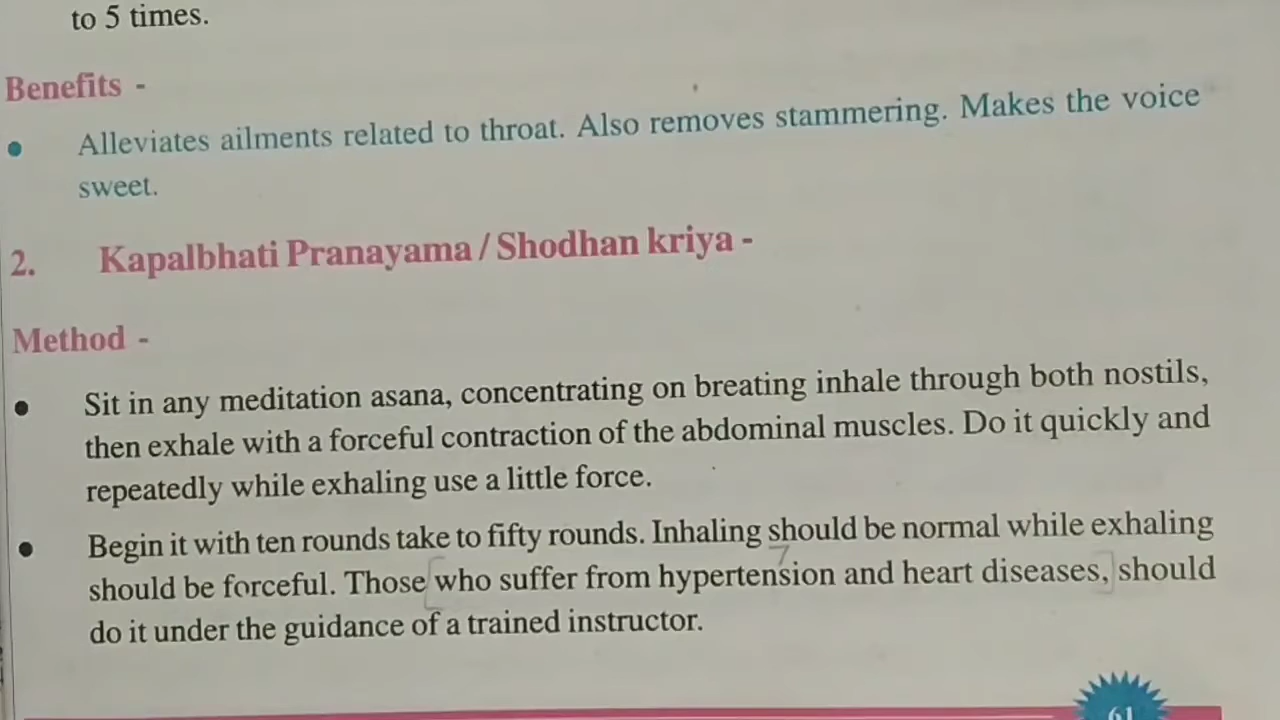 to 5 times.
Benefits -
• Alleviates ailments related to throat. Also removes stammering. Makes the voice
sweet.
2. Kapalbhati Pranayama / Shodhan kriya -
Method -
• Sit in any meditation asana, concentrating on breating inhale through both nostils,
then exhale with a forceful contraction of the abdominal muscles. Do it quickly and
repeatedly while exhaling use a little force.
• Begin it with ten rounds take to fifty rounds. Inhaling should be normal while exhaling
should be forceful. Those who suffer from hypertension and heart diseases, should
do it under the guidance of a trained instructor.
61